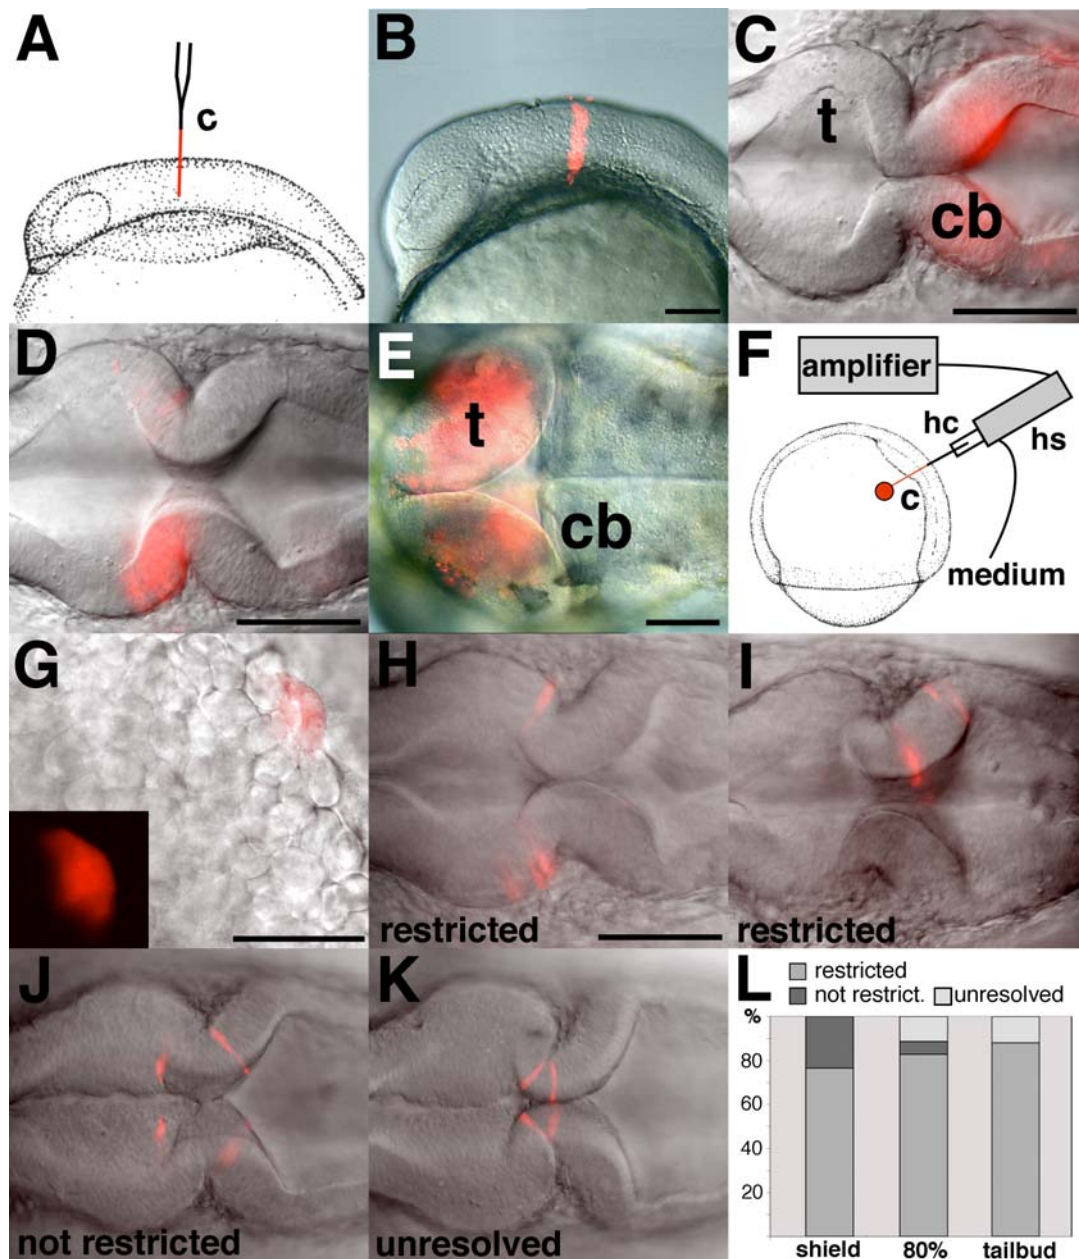 A
c
B
C
t
cb
D
E
t
cb
F
amplifier
hc
hs
c
medium
G
H
restricted
I
restricted
J
not restricted
K
unresolved
L
restricted
not restrict. unresolved
%
80
60
40
20
shield 80% tailbud